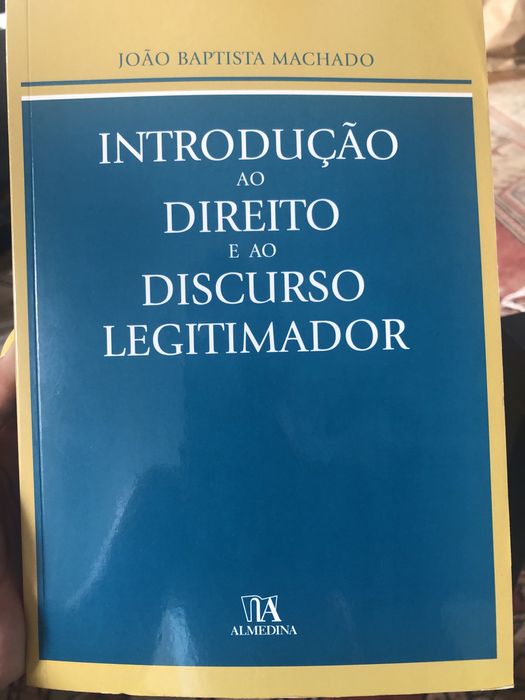 JOÃO BAPTISTA MACHADO
INTRODUÇÃO
AO
DIREITO
E AO
DISCURSO
LEGITIMADOR
ALMEDINA